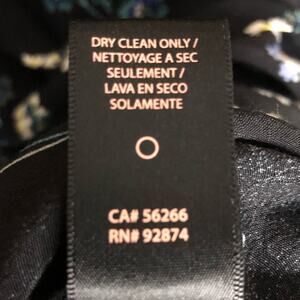 DRY CLEAN ONLY /
NETTOYAGE A SEC
SEULEMENT /
LAVA EN SECO
SOLAMENTE
CA# 56266
RN# 92874